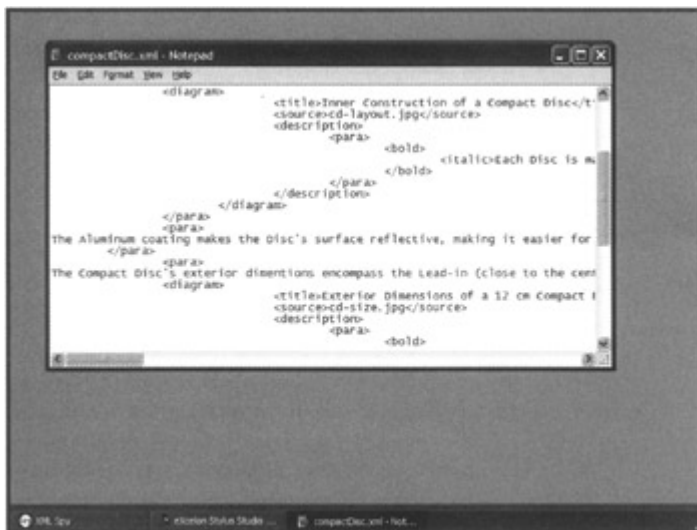 compactDisc.xml - Notepad
File Edit Format View Help
<diagram>
<title>Inner Construction of a Compact Disc</t
<source>cd-layout.jpg</source>
<description>
<para>
<bold>
<italic>Each Disc is ma
</bold>
</para>
</description>
</diagram>
</para>
<para>
The Aluminum coating makes the Disc's surface reflective, making it easier for
</para>
<para>
The Compact Disc's exterior dimentions encompass the Lead-in (close to the cent
<diagram>
<title>Exterior Dimensions of a 12 cm Compact
<source>cd-size.jpg</source>
<description>
<para>
<bold>
XML Spy eXcelon Stylus Studio ... compactDisc.xml - Not...